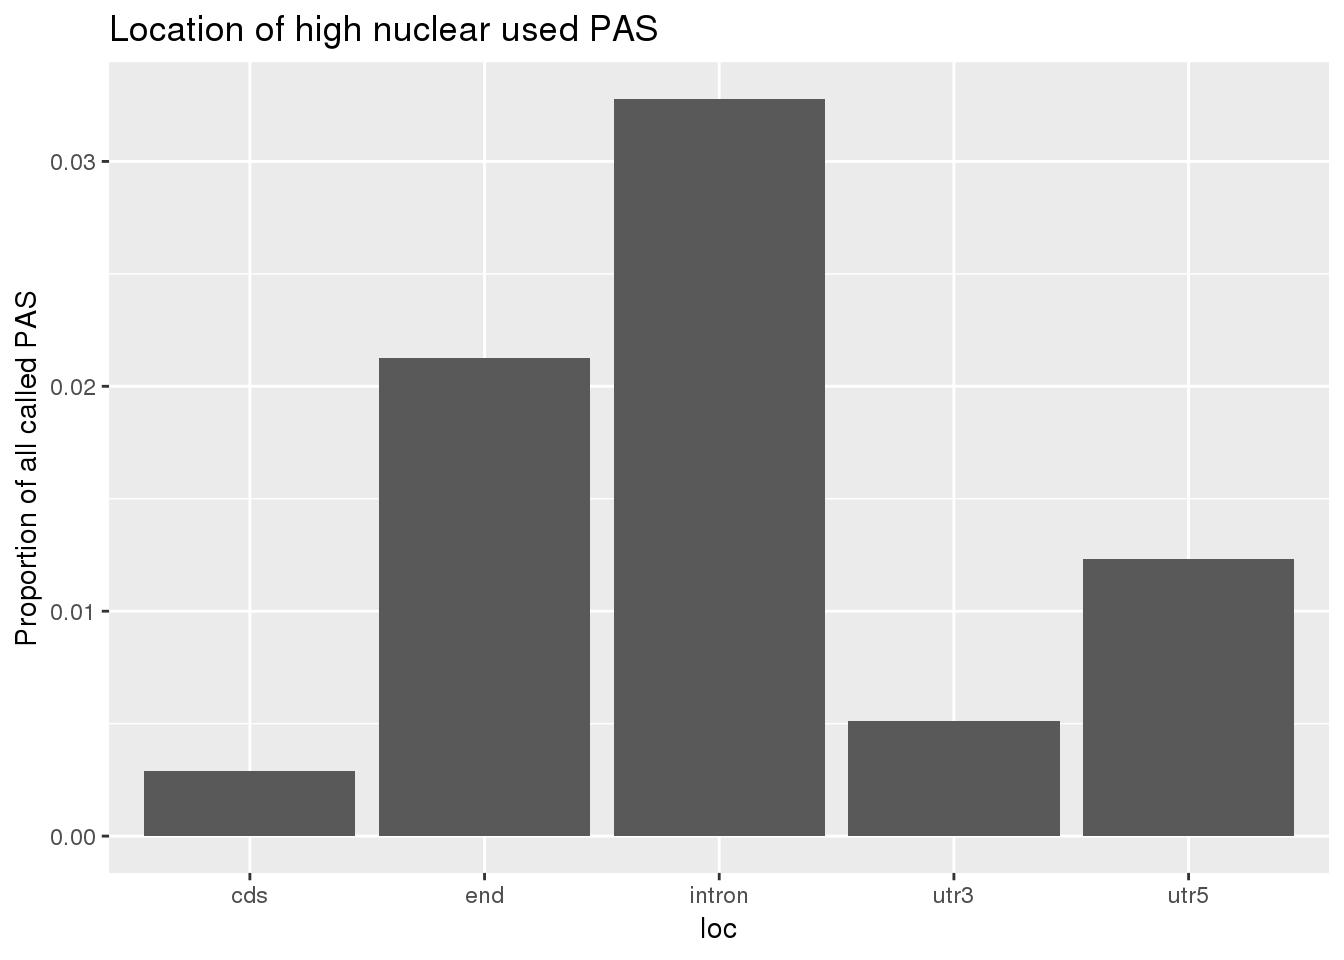 Location of high nuclear used PAS
Proportion of all called PAS
0.03
0.02
0.01
0.00
cds
end
intron
utr3
utr5
loc